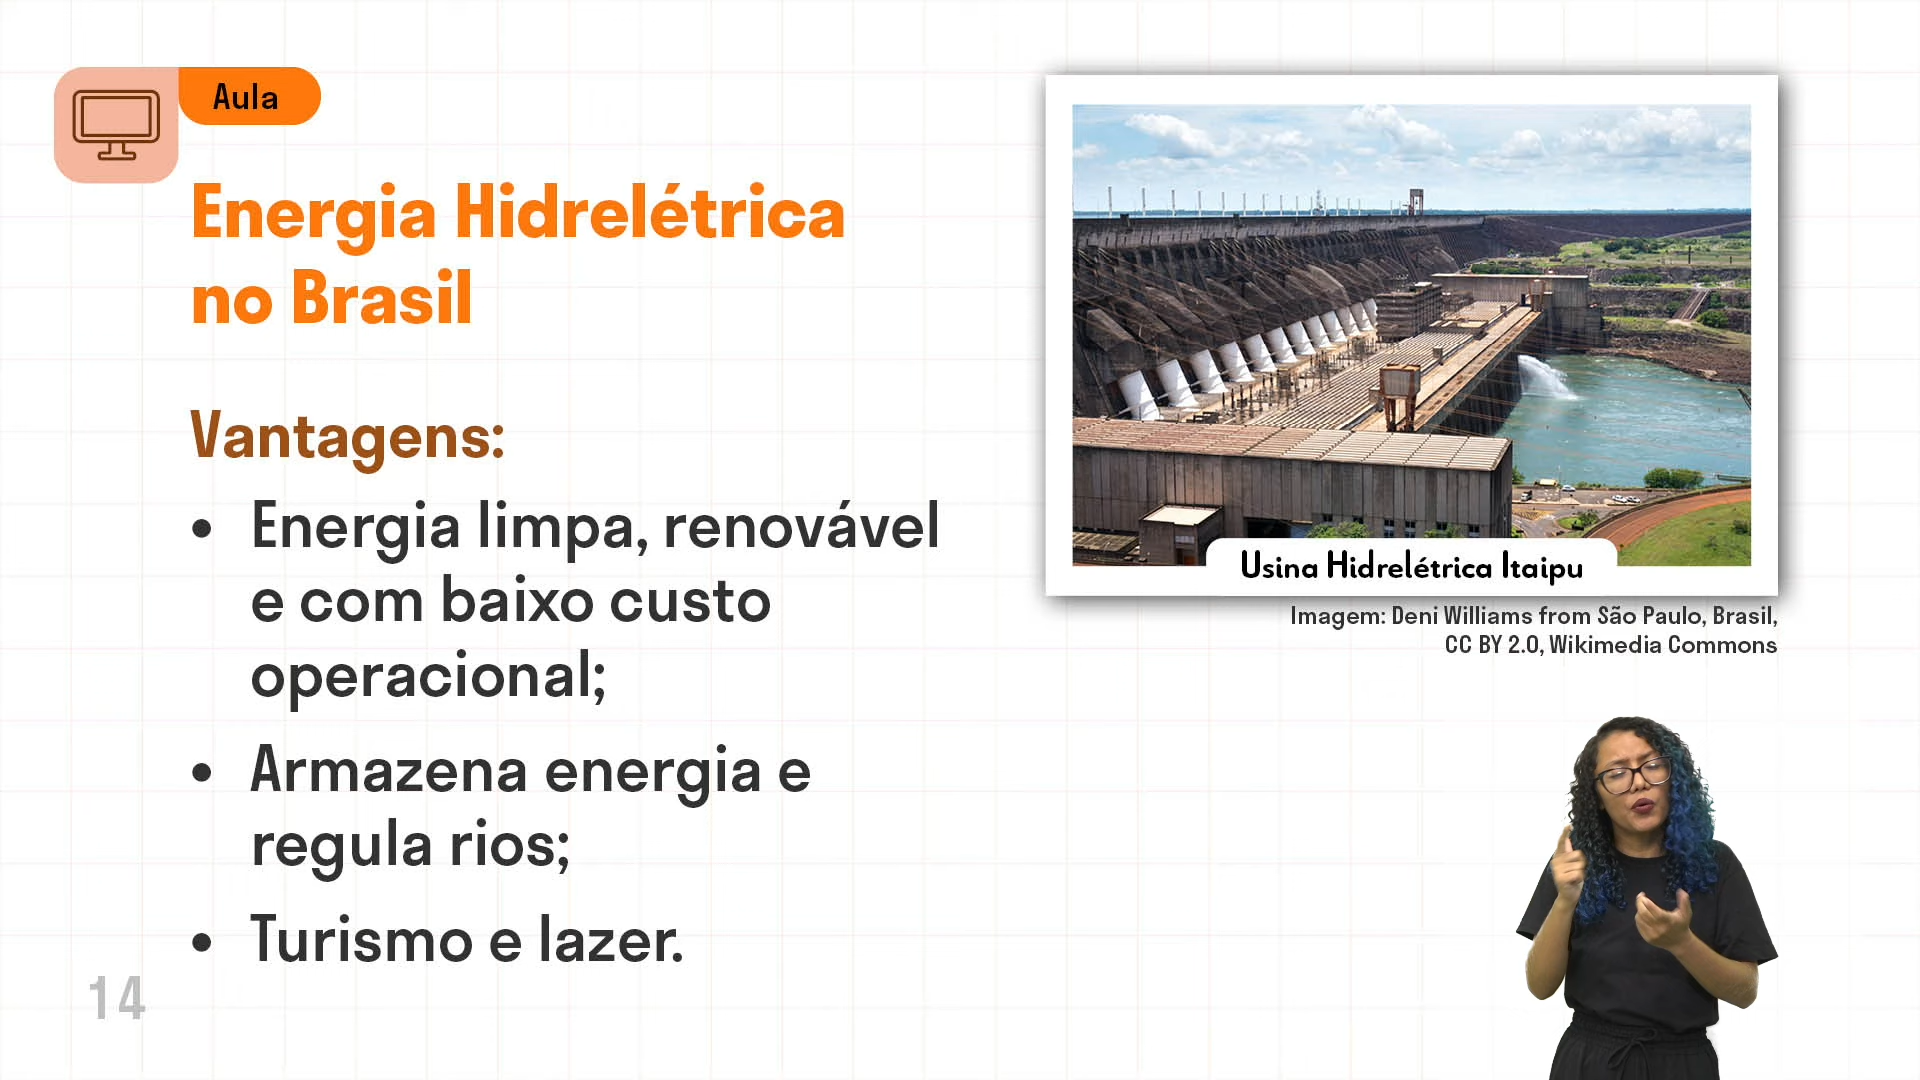 Aula
Energia Hidrelétrica
no Brasil
Vantagens:
• Energia limpa, renovável
e com baixo custo
operacional;
• Armazena energia e
regula rios;
• Turismo e lazer.
14
Usina Hidrelétrica Itaipu
Imagem: Deni Williams from São Paulo, Brasil,
CC BY 2.0, Wikimedia Commons